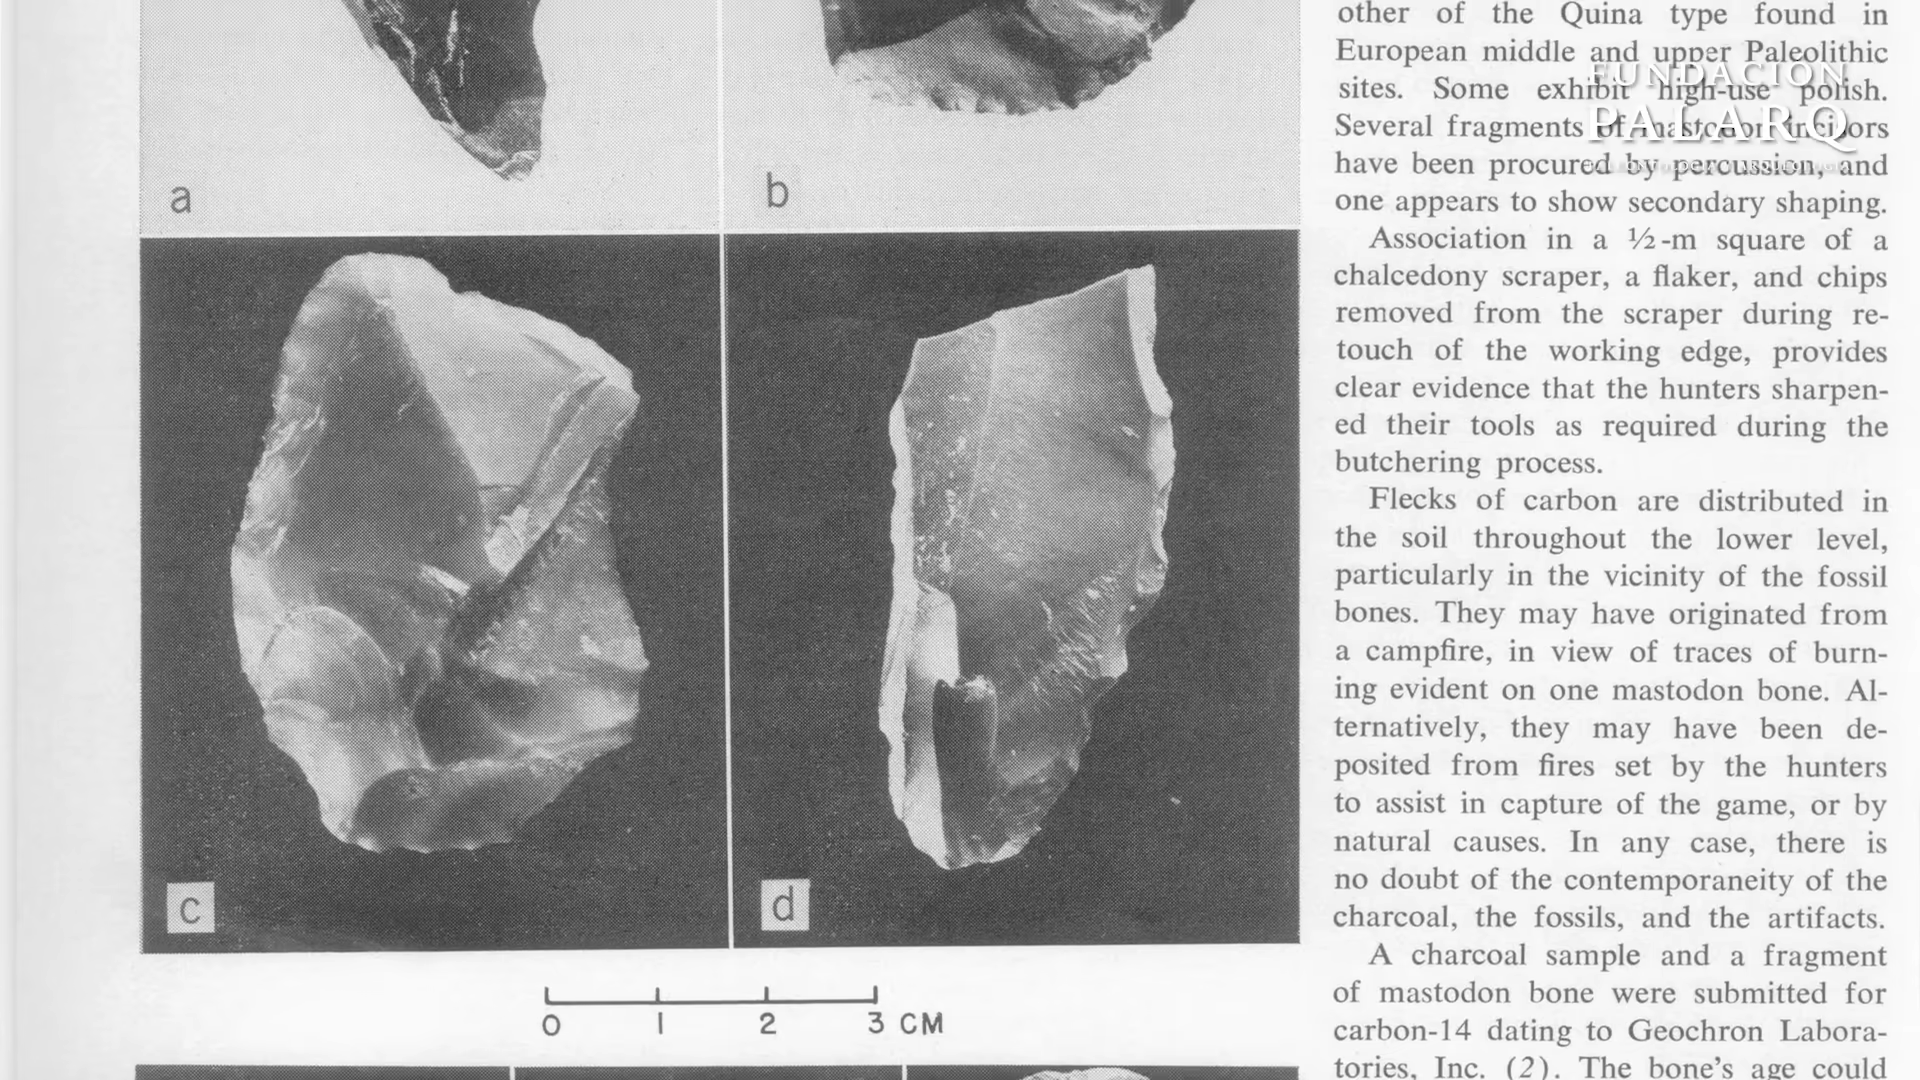 a
b
c
d
0 1 2 3 CM
other of the Quina type found in
European middle and upper Paleolithic
sites. Some exhibit high-use polish.
Several fragments of mastodon incisors
have been procured by percussion, and
one appears to show secondary shaping.
Association in a ½-m square of a
chalcedony scraper, a flaker, and chips
removed from the scraper during re-
touch of the working edge, provides
clear evidence that the hunters sharpen-
ed their tools as required during the
butchering process.
Flecks of carbon are distributed in
the soil throughout the lower level,
particularly in the vicinity of the fossil
bones. They may have originated from
a campfire, in view of traces of burn-
ing evident on one mastodon bone. Al-
ternatively, they may have been de-
posited from fires set by the hunters
to assist in capture of the game, or by
natural causes. In any case, there is
no doubt of the contemporaneity of the
charcoal, the fossils, and the artifacts.
A charcoal sample and a fragment
of mastodon bone were submitted for
carbon-14 dating to Geochron Labora-
tories, Inc. (2). The bone's age could
FUNDACION
PALARQ